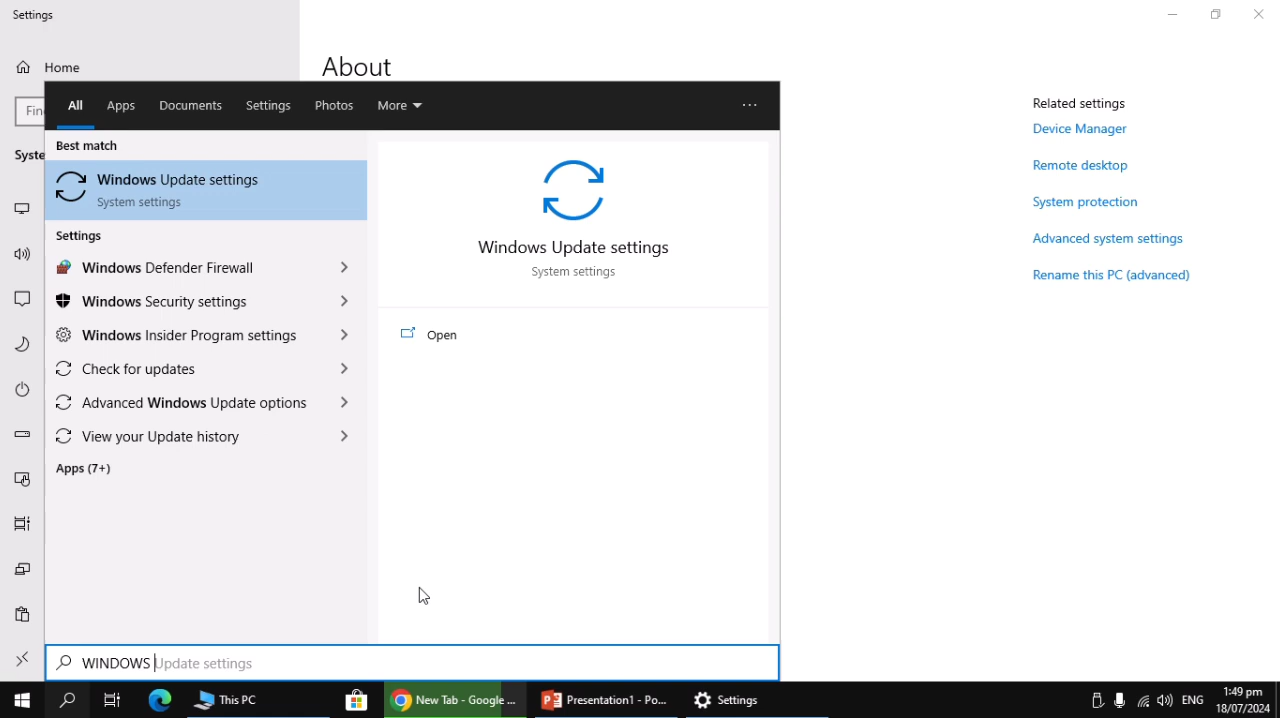 Settings
Home
About
Find
Syste
All Apps Documents Settings Photos More ...
Related settings
Device Manager
Remote desktop
System protection
Advanced system settings
Rename this PC (advanced)
Best match
Windows Update settings
System settings
Settings
Windows Defender Firewall
Windows Security settings
Windows Insider Program settings
Check for updates
Advanced Windows Update options
View your Update history
Apps (7+)
Windows Update settings
System settings
Open
WINDOWS Update settings
This PC
New Tab - Google ...
Presentation1 - Po...
Settings
ENG
1:49 pm
18/07/2024